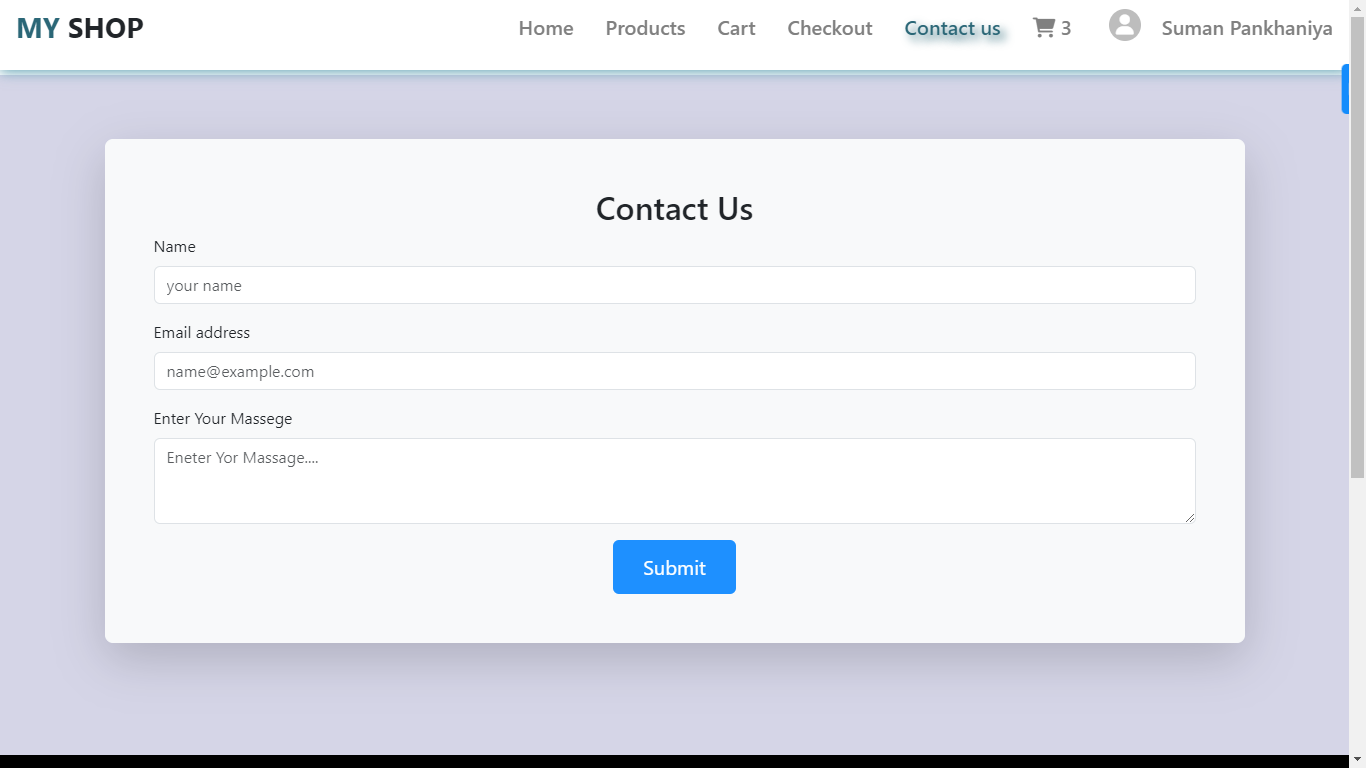 MY SHOP Home Products Cart Checkout Contact us 3 Suman Pankhaniya
Contact Us
Name
your name
Email address
name@example.com
Enter Your Massege
Eneter Yor Massage....
Submit